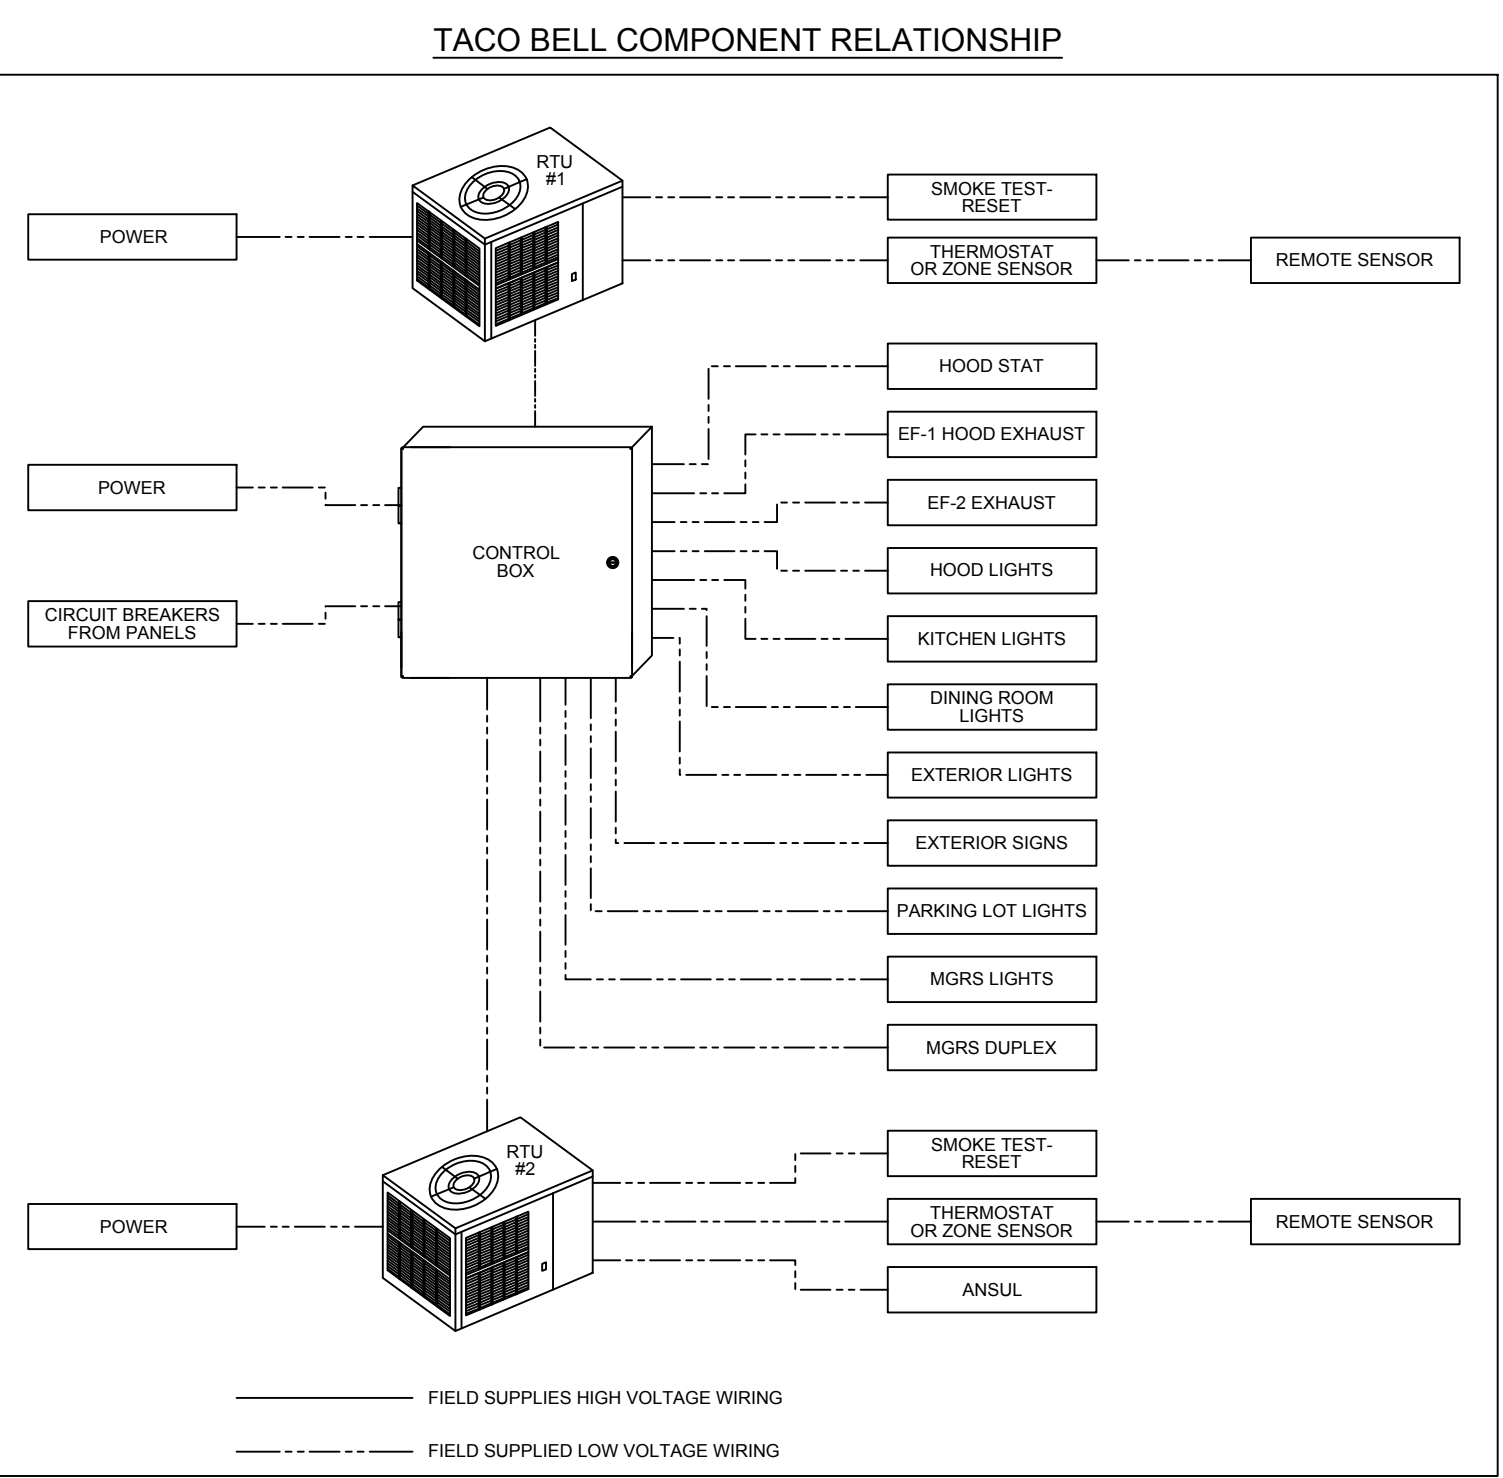 TACO BELL COMPONENT RELATIONSHIP
RTU
#1
SMOKE TEST-
RESET
POWER
THERMOSTAT
OR ZONE SENSOR
REMOTE SENSOR
HOOD STAT
EF-1 HOOD EXHAUST
POWER
EF-2 EXHAUST
CONTROL
BOX
HOOD LIGHTS
CIRCUIT BREAKERS
FROM PANELS
KITCHEN LIGHTS
DINING ROOM
LIGHTS
EXTERIOR LIGHTS
EXTERIOR SIGNS
PARKING LOT LIGHTS
MGRS LIGHTS
MGRS DUPLEX
RTU
#2
SMOKE TEST-
RESET
POWER
THERMOSTAT
OR ZONE SENSOR
REMOTE SENSOR
ANSUL
FIELD SUPPLIES HIGH VOLTAGE WIRING
FIELD SUPPLIED LOW VOLTAGE WIRING